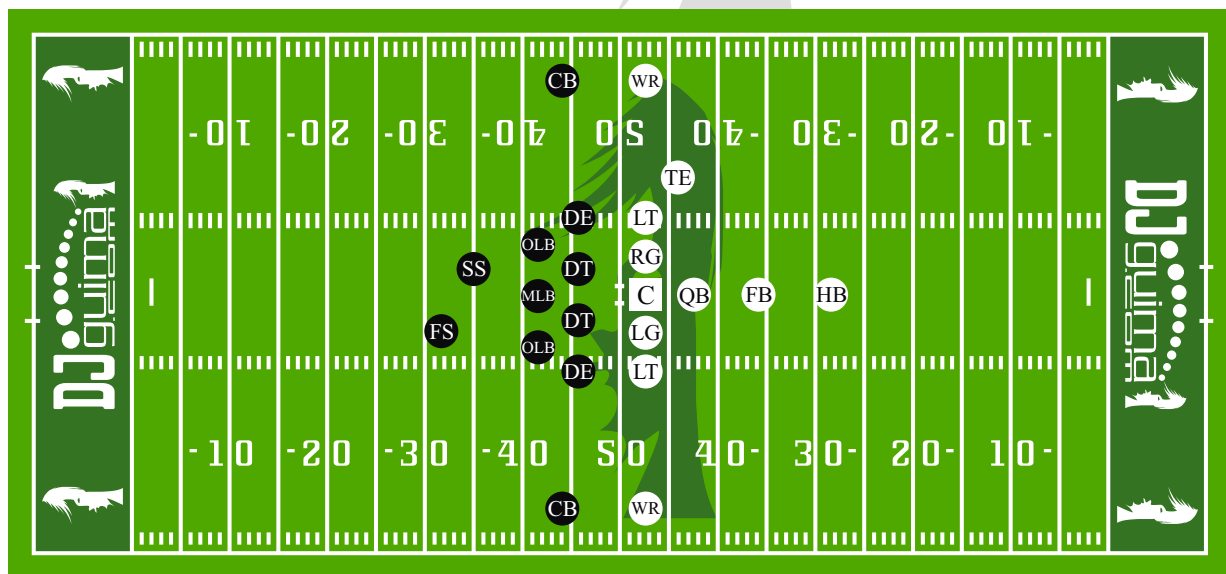 CB WR
-10 -20 -30 -40 50 40- 30- 20- 10-
TE
DE LT
OLB
RG
SS DT
MLB C QB FB HB
DT
FS LG
OLB
DE LT
-10 -20 -30 -40 50 40- 30- 20- 10-
CB WR
DJ
guima
DJ
guima